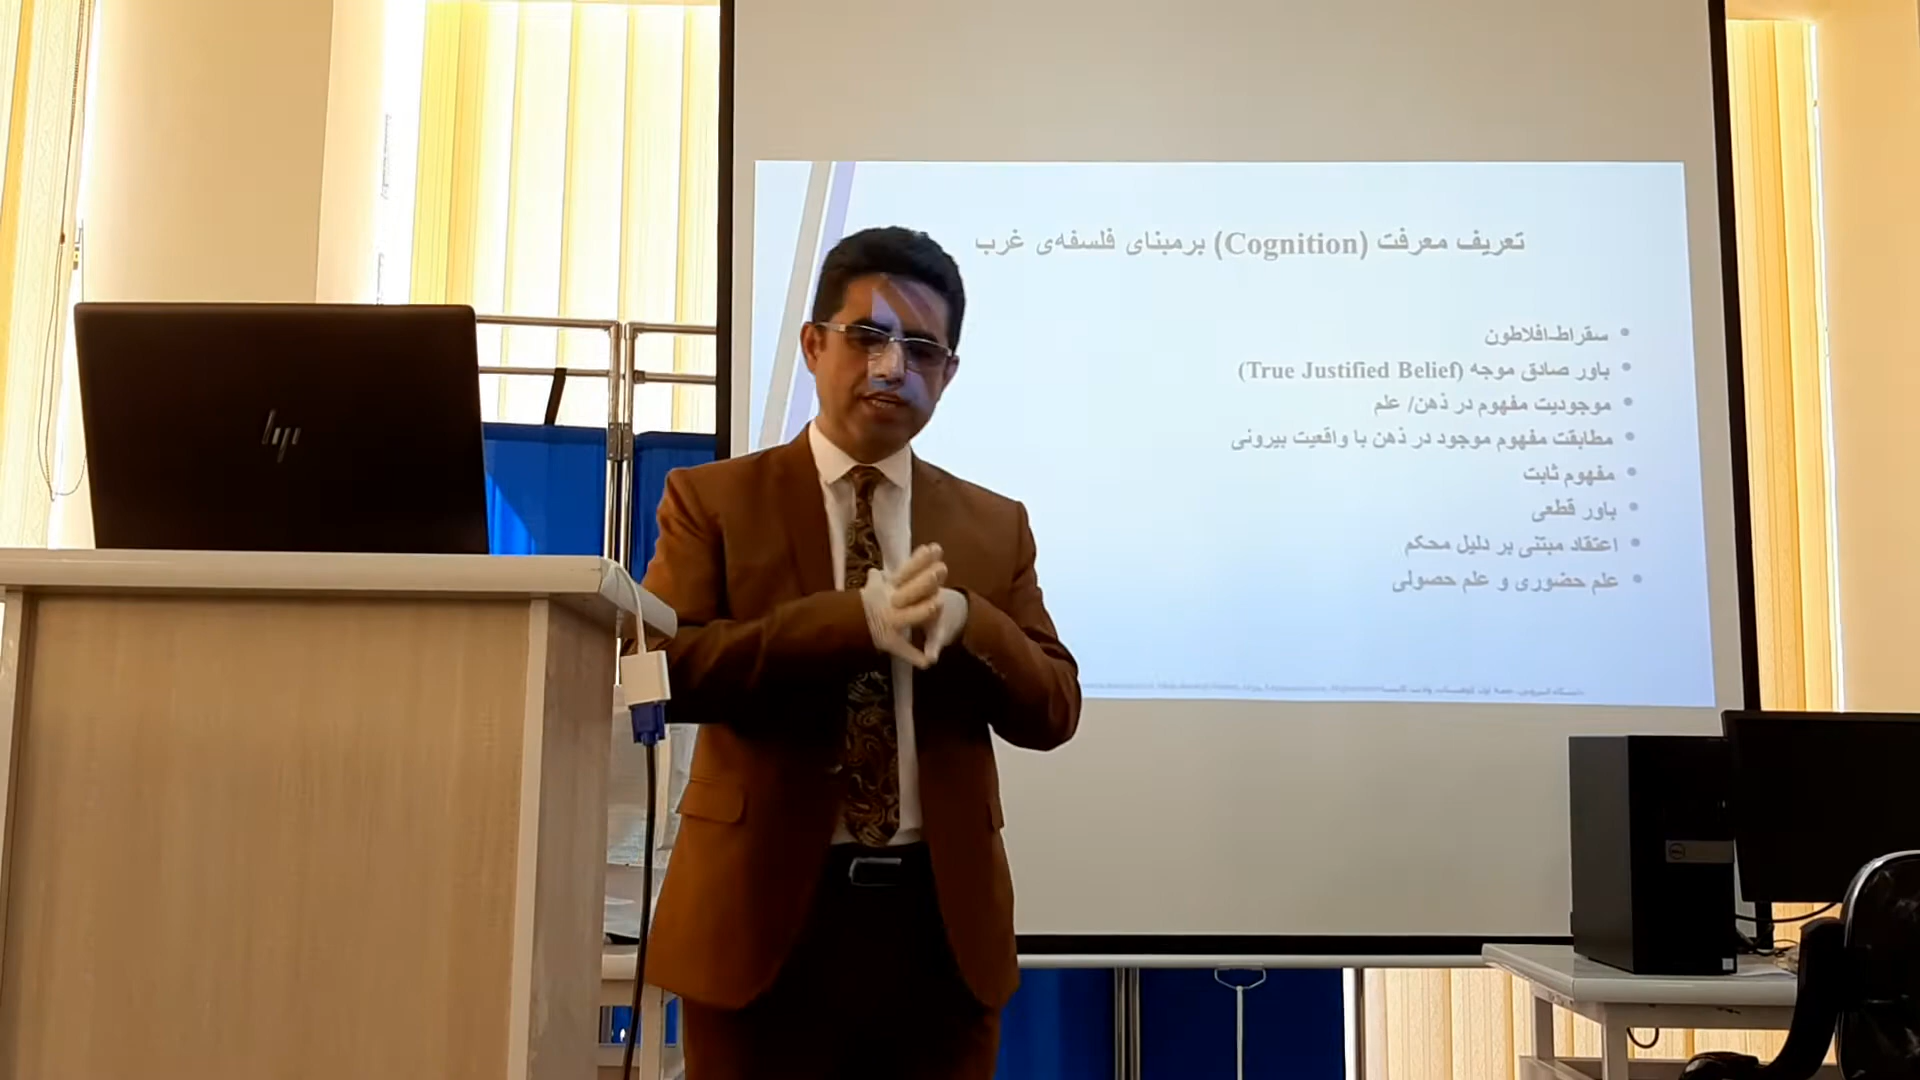 تعریف معرفت (Cognition) برمبنای فلسفه‌ی غرب
• سقراط-افلاطون
• باور صادق موجه (True Justified Belief)
• موجودیت مفهوم در ذهن/ علم
• مطابقت مفهوم موجود در ذهن با واقعیت بیرونی
• مفهوم ثابت
• باور قطعی
• اعتقاد مبتنی بر دلیل محکم
• علم حضوری و علم حصولی
hp
DELL